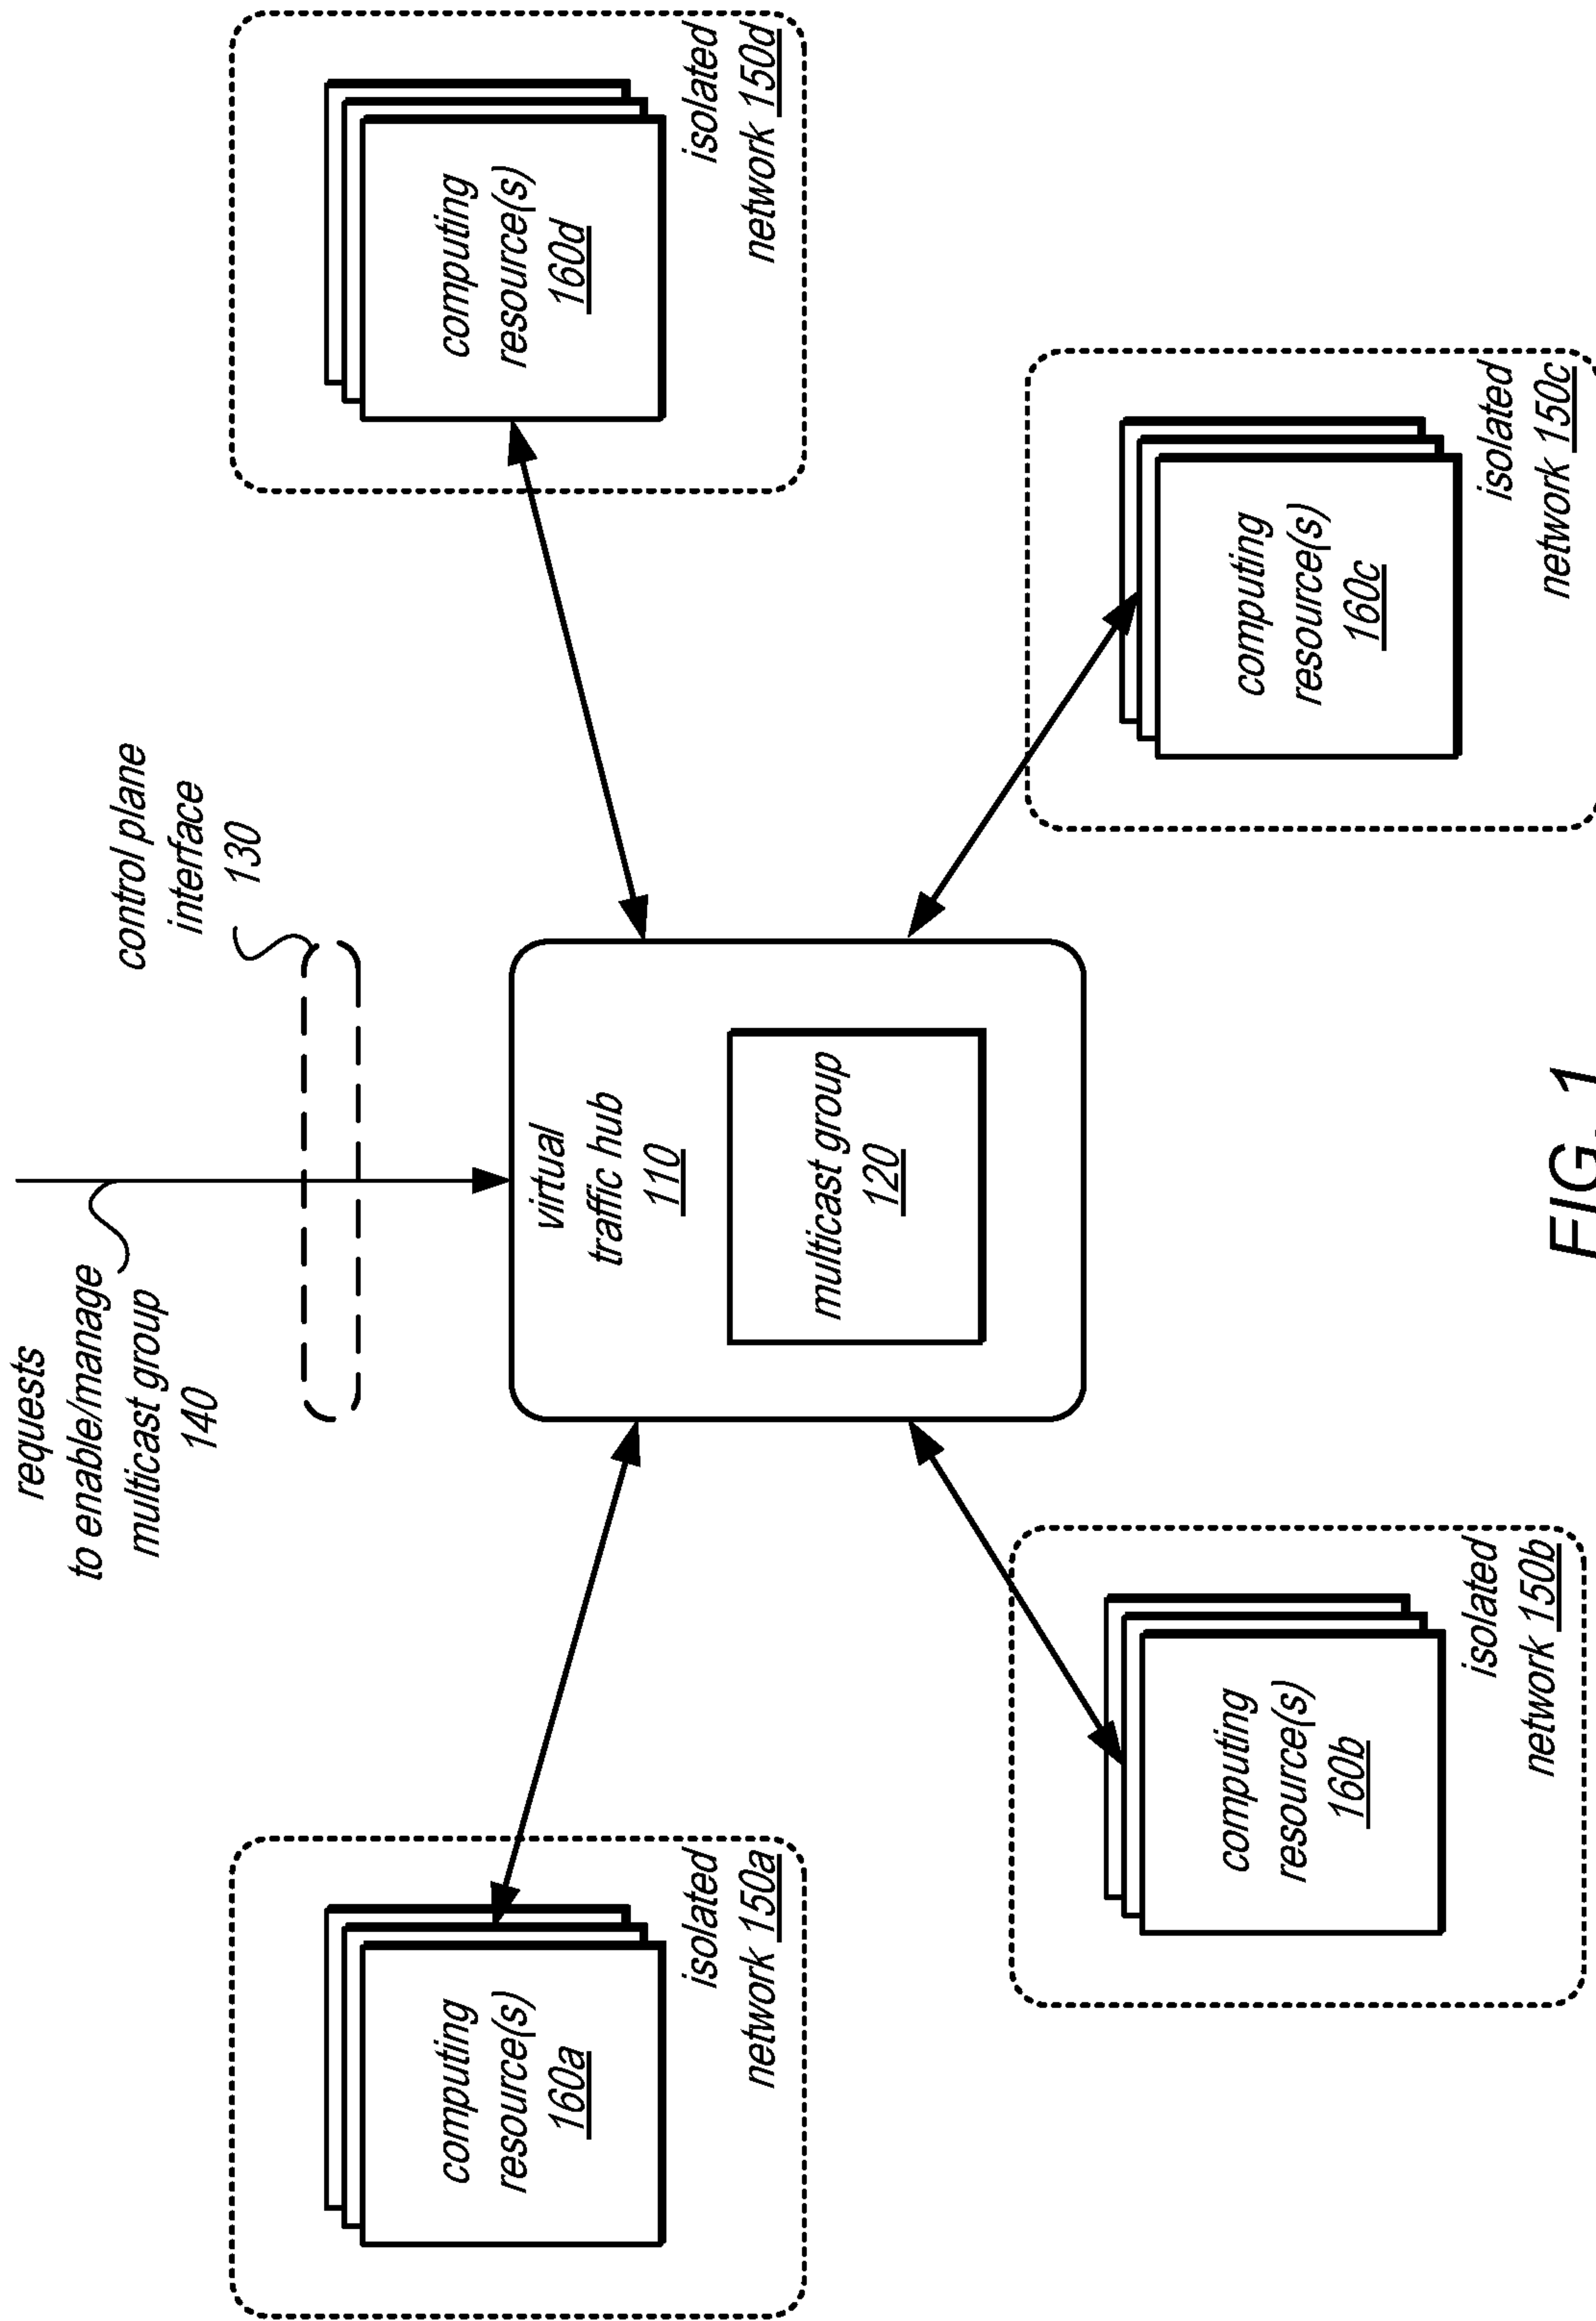 requests
to enable/manage
multicast group
140
control plane
interface
130
virtual
traffic hub
110
multicast group
120
computing
resource(s)
160a
isolated
network 150a
computing
resource(s)
160d
isolated
network 150d
computing
resource(s)
160b
isolated
network 150b
computing
resource(s)
160c
isolated
network 150c
FIG. 1